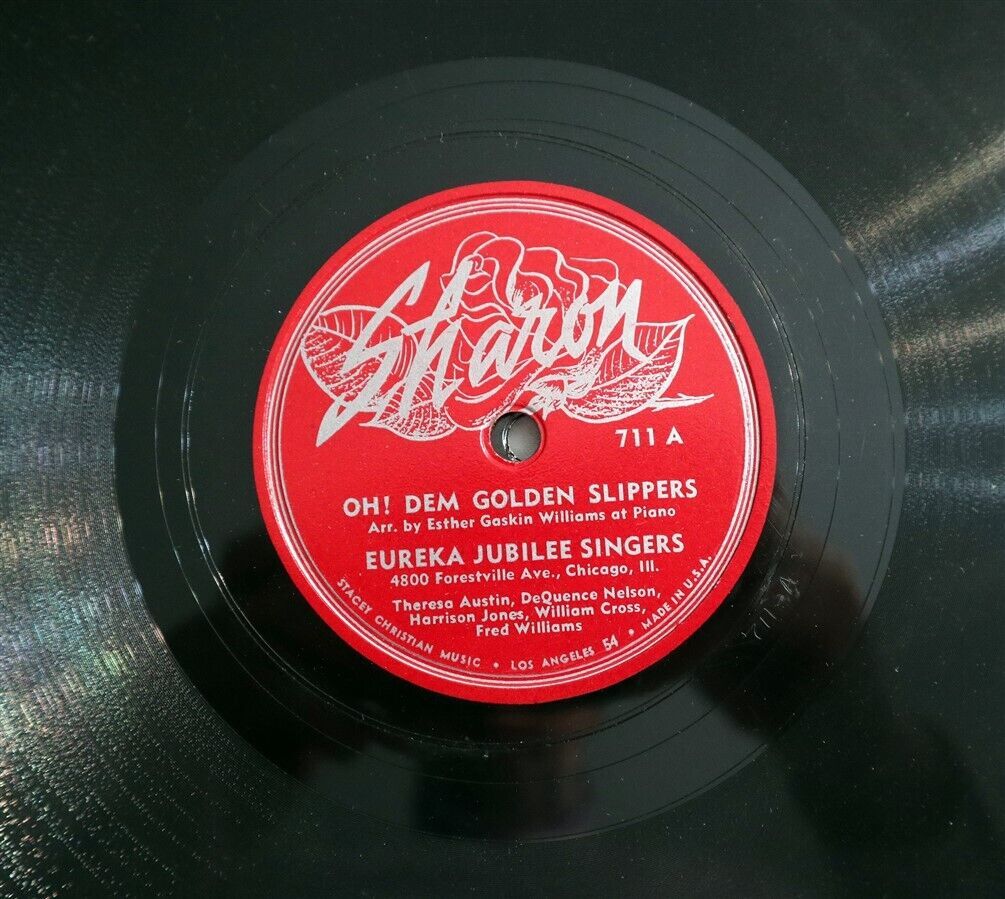 Sharon
711 A
OH! DEM GOLDEN SLIPPERS
Arr. by Esther Gaskin Williams at Piano
EUREKA JUBILEE SINGERS
4800 Forestville Ave., Chicago, Ill.
Theresa Austin, DeQuence Nelson,
Harrison Jones, William Cross,
Fred Williams
STACEY CHRISTIAN MUSIC • LOS ANGELES 54 • MADE IN U.S.A.
711-A